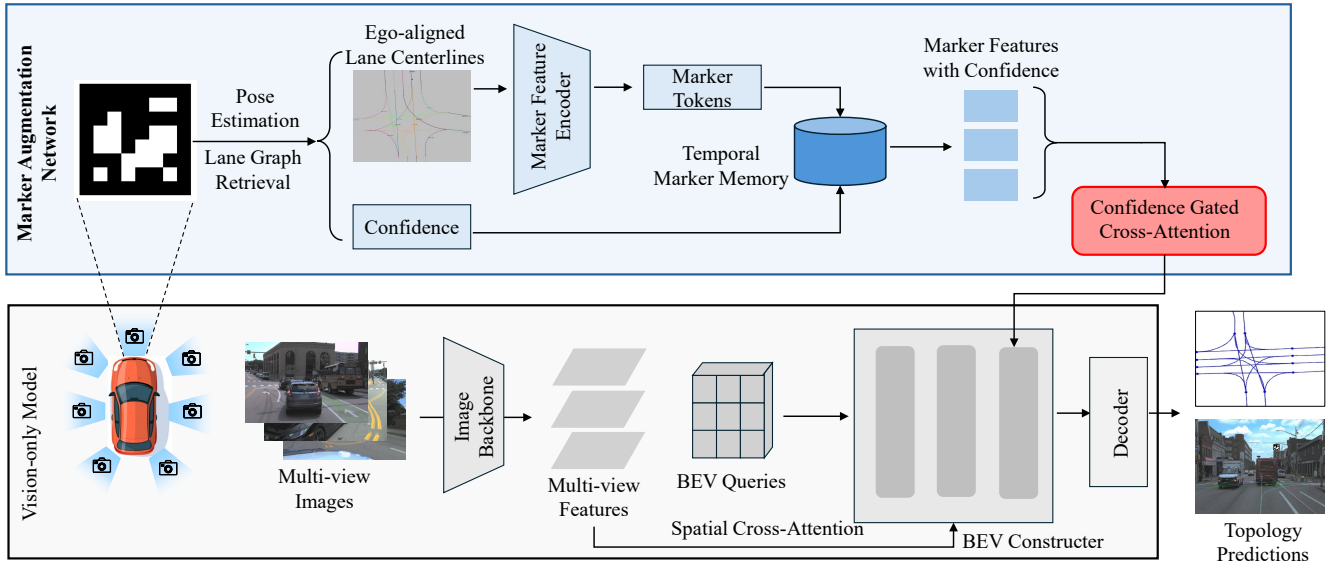 Marker Augmentation
Network
Pose
Estimation
Lane Graph
Retrieval
Ego-aligned
Lane Centerlines
Confidence
Marker Feature
Encoder
Marker
Tokens
Temporal
Marker Memory
Marker Features
with Confidence
Confidence Gated
Cross-Attention
Vision-only Model
Multi-view
Images
Image
Backbone
Multi-view
Features
BEV Queries
Spatial Cross-Attention
BEV Constructer
Decoder
Topology
Predictions